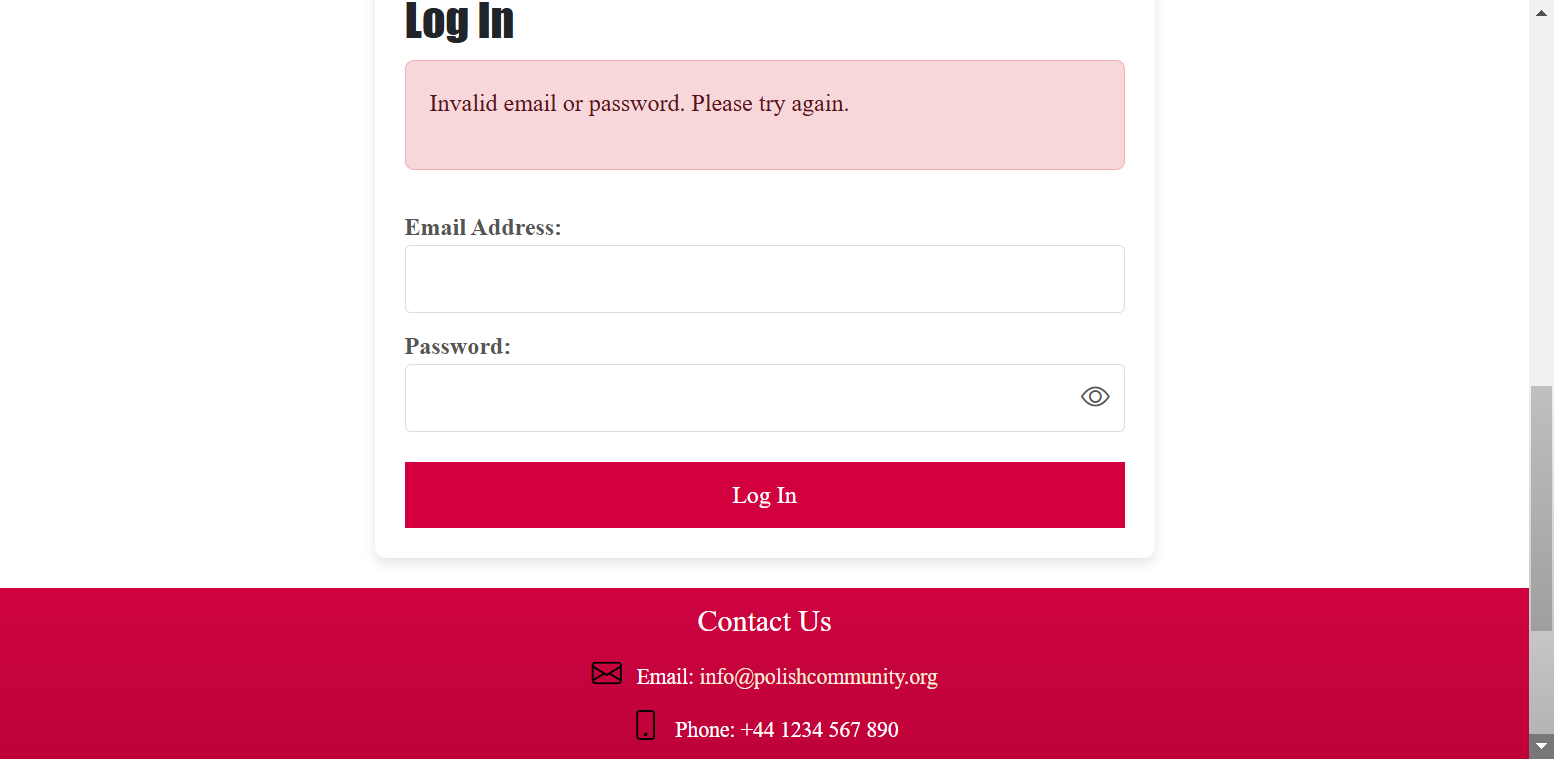 Log In
Invalid email or password. Please try again.
Email Address:
Password:
Log In
Contact Us
Email: info@polishcommunity.org
Phone: +44 1234 567 890